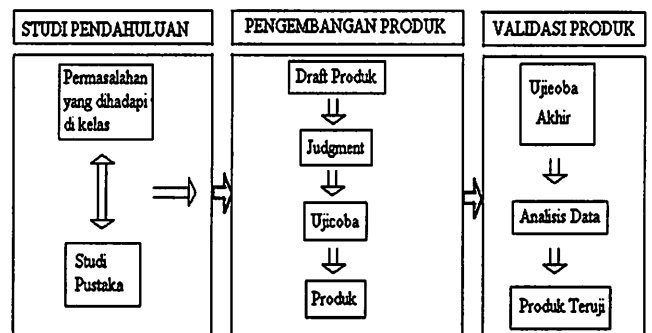 STUDI PENDAHULUAN
Permasalahan
yang dihadapi
di kelas
Studi
Pustaka
PENGEMBANGAN PRODUK
Draft Produk
Judgment
Ujicoba
Produk
VALIDASI PRODUK
Ujieoba
Akhir
Analisis Data
Produk Teruji